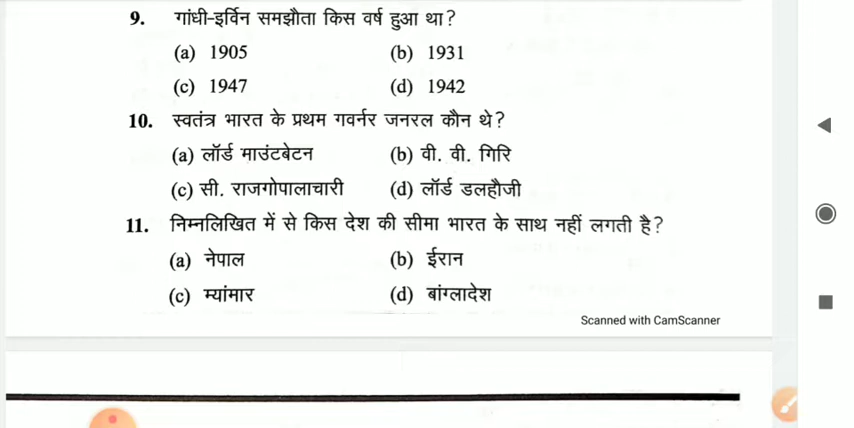 9. गांधी-इर्विन समझौता किस वर्ष हुआ था?
(a) 1905 (b) 1931
(c) 1947 (d) 1942
10. स्वतंत्र भारत के प्रथम गवर्नर जनरल कौन थे?
(a) लॉर्ड माउंटबेटन (b) वी. वी. गिरि
(c) सी. राजगोपालाचारी (d) लॉर्ड डलहौजी
11. निम्नलिखित में से किस देश की सीमा भारत के साथ नहीं लगती है?
(a) नेपाल (b) ईरान
(c) म्यांमार (d) बांग्लादेश
Scanned with CamScanner